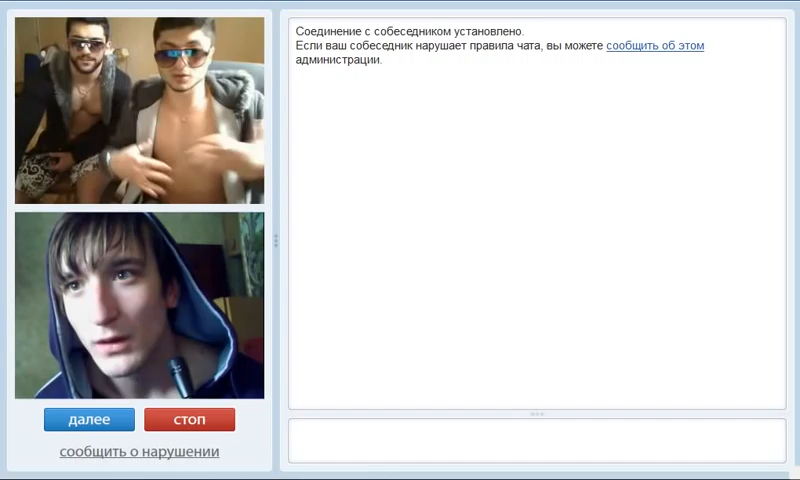 Соединение с собеседником установлено.
Если ваш собеседник нарушает правила чата, вы можете сообщить об этом
администрации.
далее стоп
сообщить о нарушении